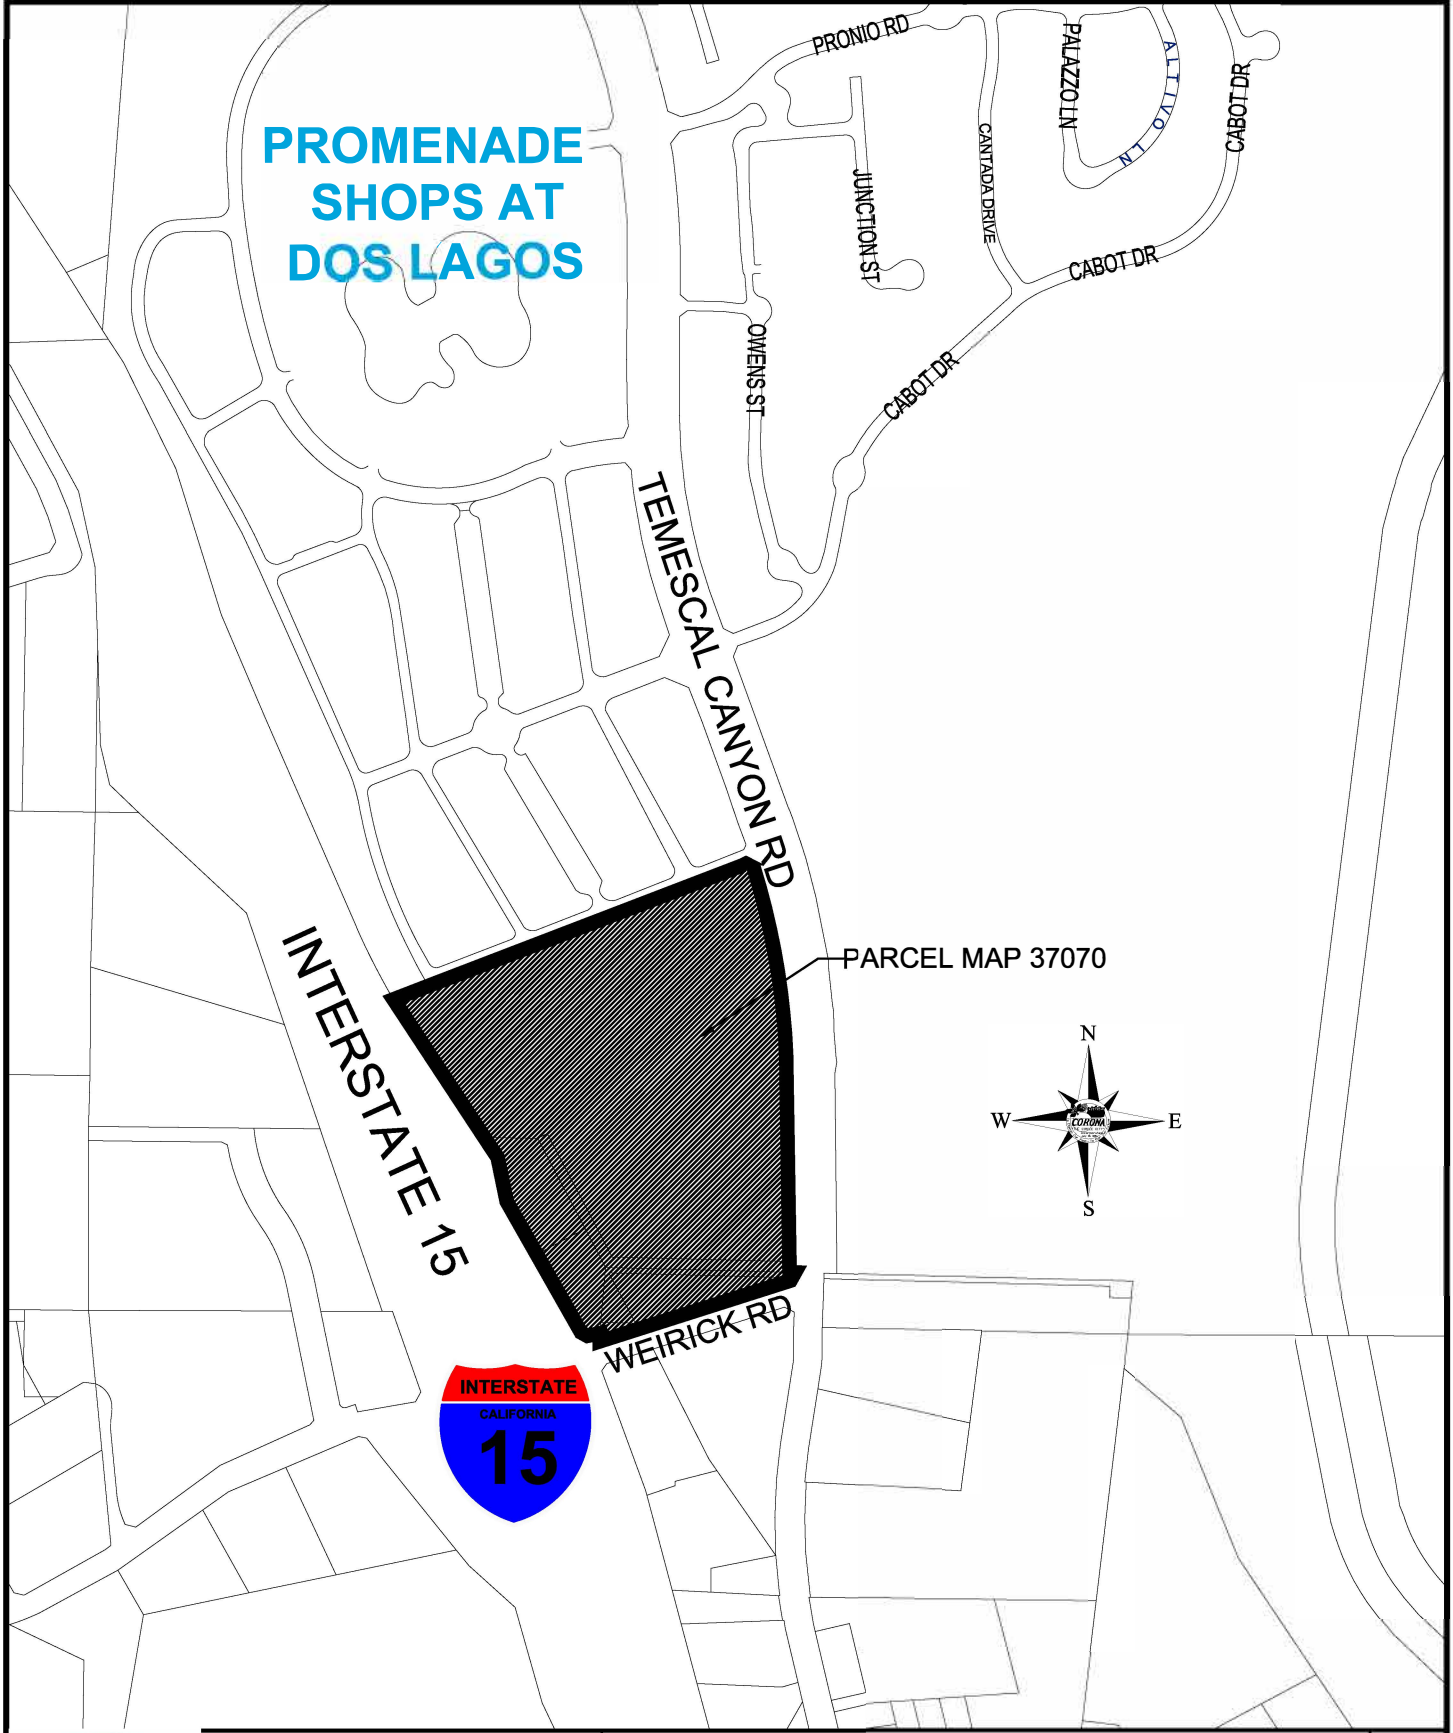 PRONIO RD
PALAZZO LN
ALTIVO LN
CABOT DR
PROMENADE
SHOPS AT
DOS LAGOS
JUNCTION ST
CANTADA DRIVE
CABOT DR
OWENS ST
CABOT DR
TEMESCAL CANYON RD
INTERSTATE 15
PARCEL MAP 37070
N
W
CORONA
E
S
WEIRICK RD
INTERSTATE
CALIFORNIA
15